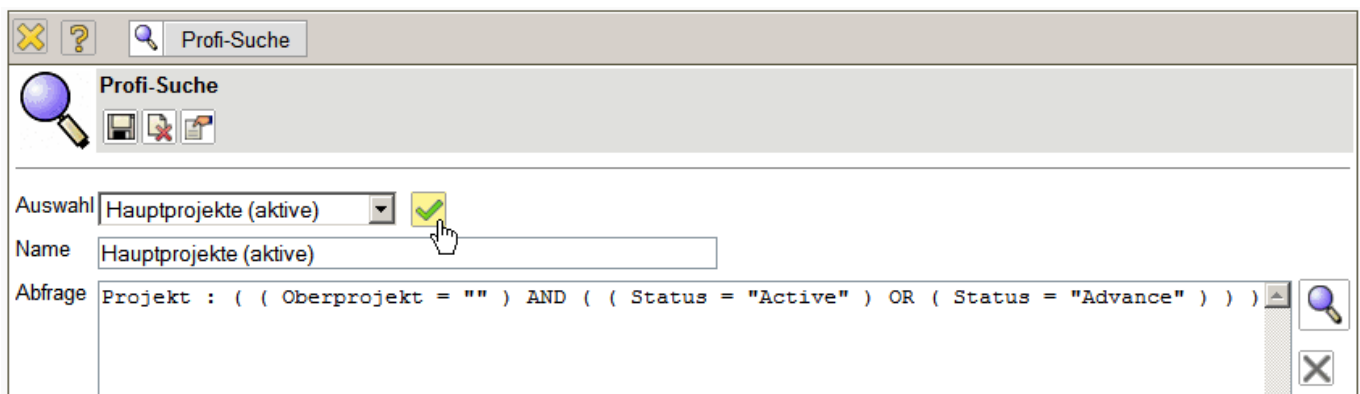 Profi-Suche
Profi-Suche
Auswahl Hauptprojekte (aktive)
Name Hauptprojekte (aktive)
Abfrage Projekt : ( ( Oberprojekt = "" ) AND ( ( Status = "Active" ) OR ( Status = "Advance" ) ) )